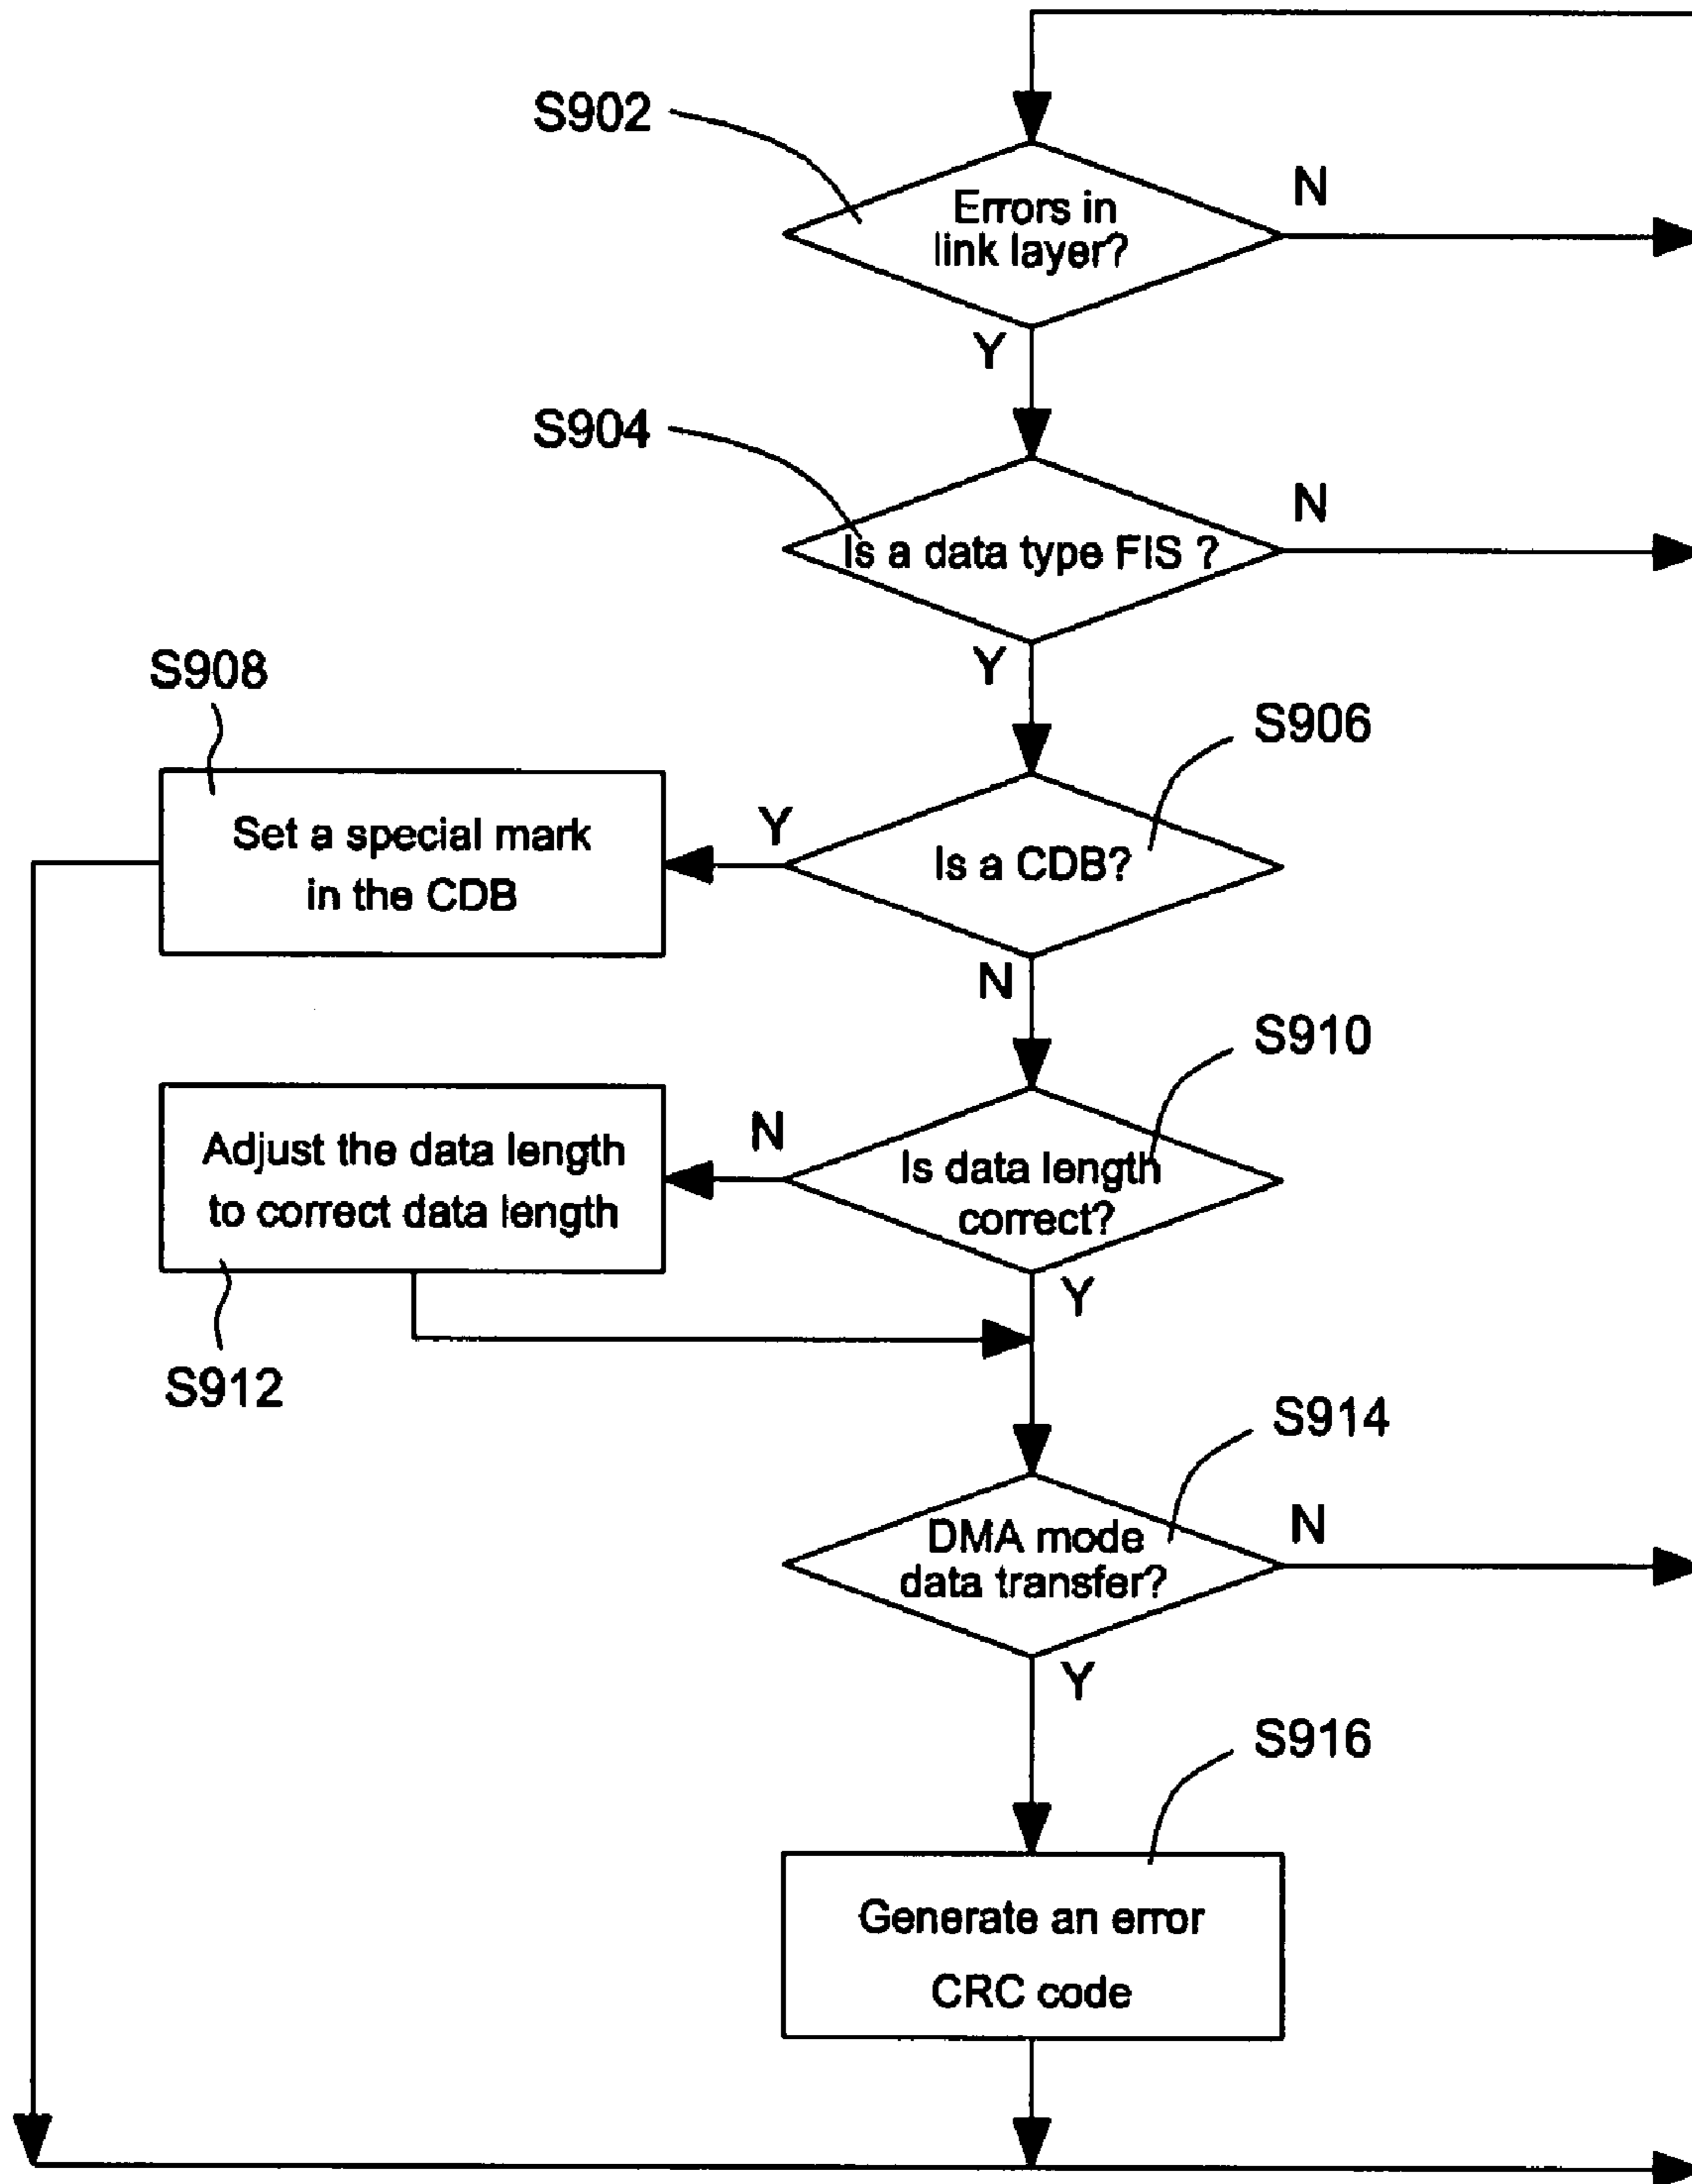 S902
Errors in
link layer?
N
Y
S904
Is a data type FIS ?
N
Y
S908
S906
Set a special mark
in the CDB
Y
Is a CDB?
N
S910
Adjust the data length
to correct data length
N
Is data length
correct?
Y
S912
S914
DMA mode
data transfer?
N
Y
S916
Generate an error
CRC code